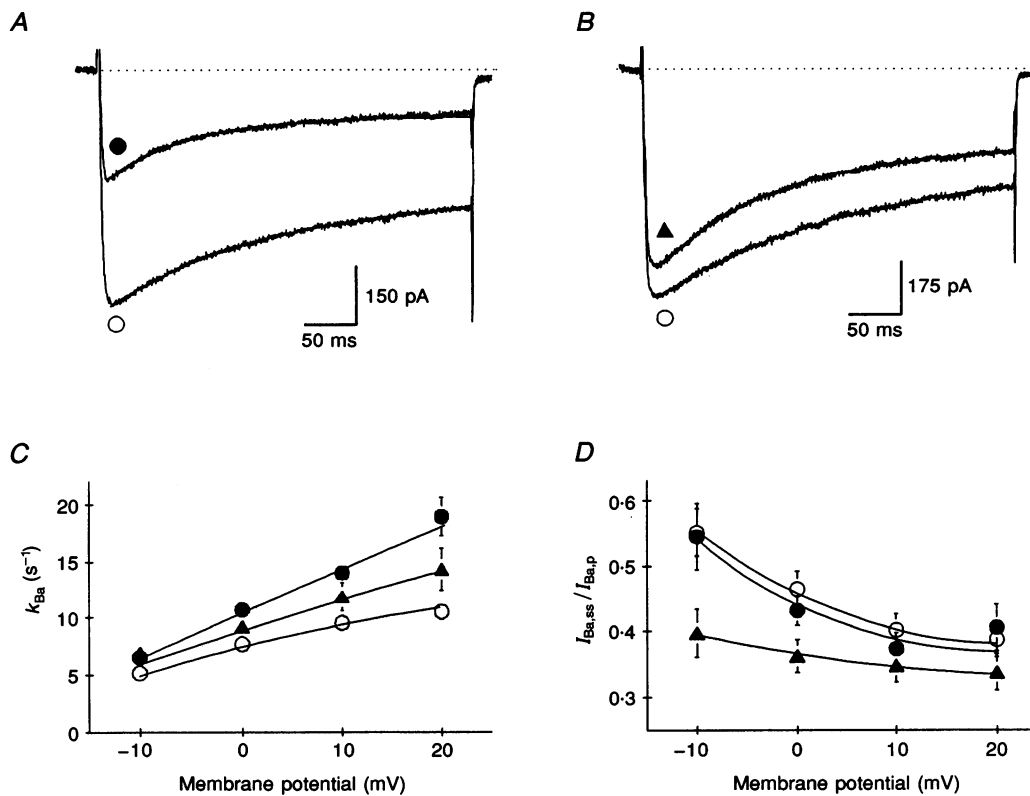 A
B
150 pA
50 ms
175 pA
50 ms
C
20
15
10
5
0
k_Ba (s⁻¹)
−10 0 10 20
Membrane potential (mV)
D
0·6
0·5
0·4
0·3
I_Ba,ss / I_Ba,p
−10 0 10 20
Membrane potential (mV)